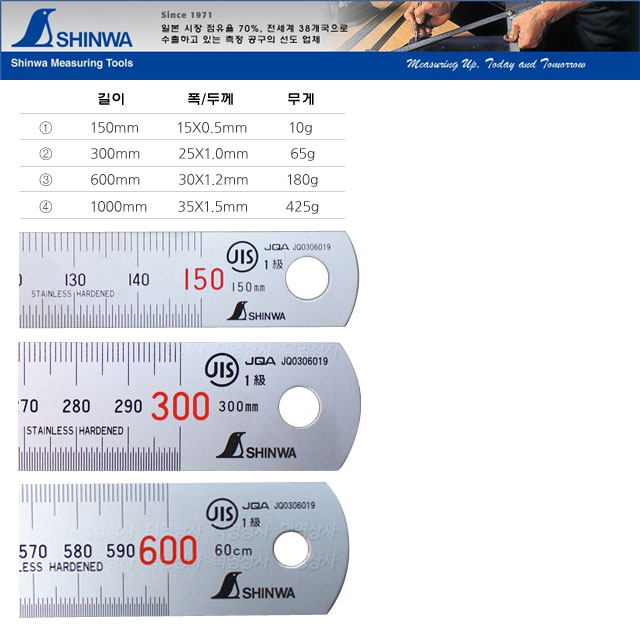 SHINWA
Shinwa Measuring Tools
Since 1971
일본 시장 점유율 70%, 전세계 38개국으로
수출하고 있는 측정 공구의 선도 업체
Measuring Up, Today and Tomorrow
길이 폭/두께 무게
① 150mm 15X0.5mm 10g
② 300mm 25X1.0mm 65g
③ 600mm 30X1.2mm 180g
④ 1000mm 35X1.5mm 425g
JIS JQA JQ0306019
1級
130 140 150 150mm
STAINLESS HARDENED
SHINWA
JIS JQA JQ0306019
1級
270 280 290 300 300mm
STAINLESS HARDENED
SHINWA
JIS JQA JQ0306019
1級
570 580 590 600 60cm
LESS HARDENED
SHINWA